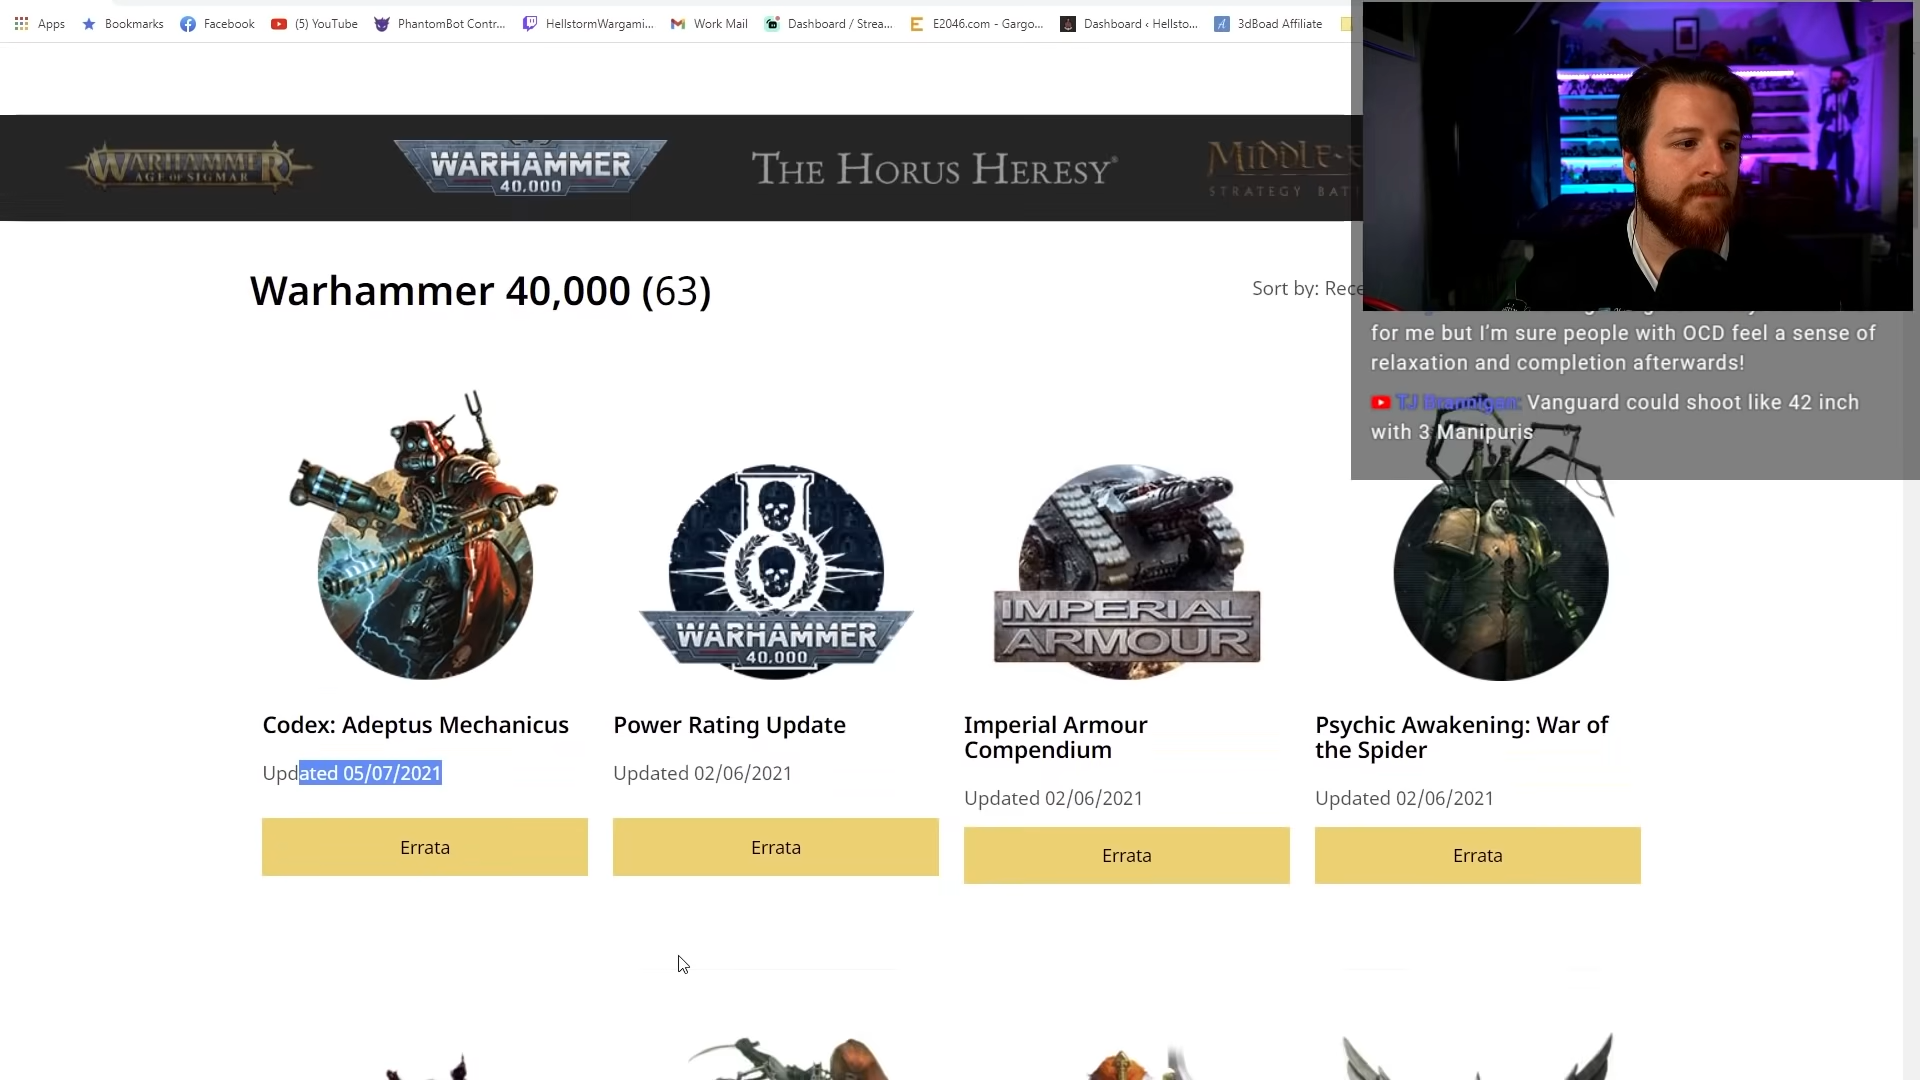 Apps Bookmarks Facebook (5) YouTube PhantomBot Contr... HellstormWargami... Work Mail Dashboard / Strea... E2046.com - Gargo... Dashboard ‹ Hellsto... 3dBoad Affiliate
WARHAMMER
AGE OF SIGMAR
WARHAMMER
40,000
THE HORUS HERESY®
MIDDLE-E
STRATEGY BAT
Warhammer 40,000 (63)
Sort by: Rece
for me but I'm sure people with OCD feel a sense of
relaxation and completion afterwards!
TJ Brannigan: Vanguard could shoot like 42 inch
with 3 Manipuris
WARHAMMER
40,000
IMPERIAL
ARMOUR
Codex: Adeptus Mechanicus
Updated 05/07/2021
Errata
Power Rating Update
Updated 02/06/2021
Errata
Imperial Armour
Compendium
Updated 02/06/2021
Errata
Psychic Awakening: War of
the Spider
Updated 02/06/2021
Errata